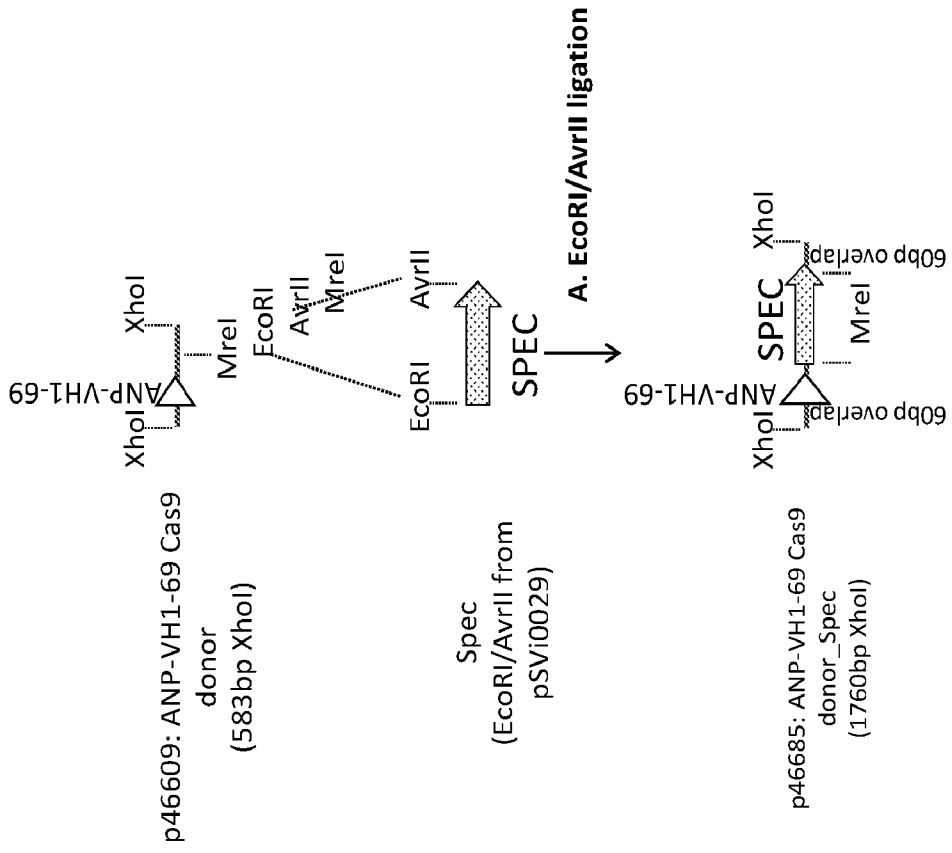 p46609: ANP-VH1-69 Cas9
donor
(583bp XhoI)
XhoI
ANP-VH1-69
XhoI
MreI
EcoRI
AvrII
MreI
Spec
(EcoRI/AvrII from
pSVi0029)
EcoRI
AvrII
SPEC
A. EcoRI/AvrII ligation
p46685: ANP-VH1-69 Cas9
donor_Spec
(1760bp XhoI)
XhoI
ANP-VH1-69
SPEC
XhoI
60bp overlap
MreI
60bp overlap